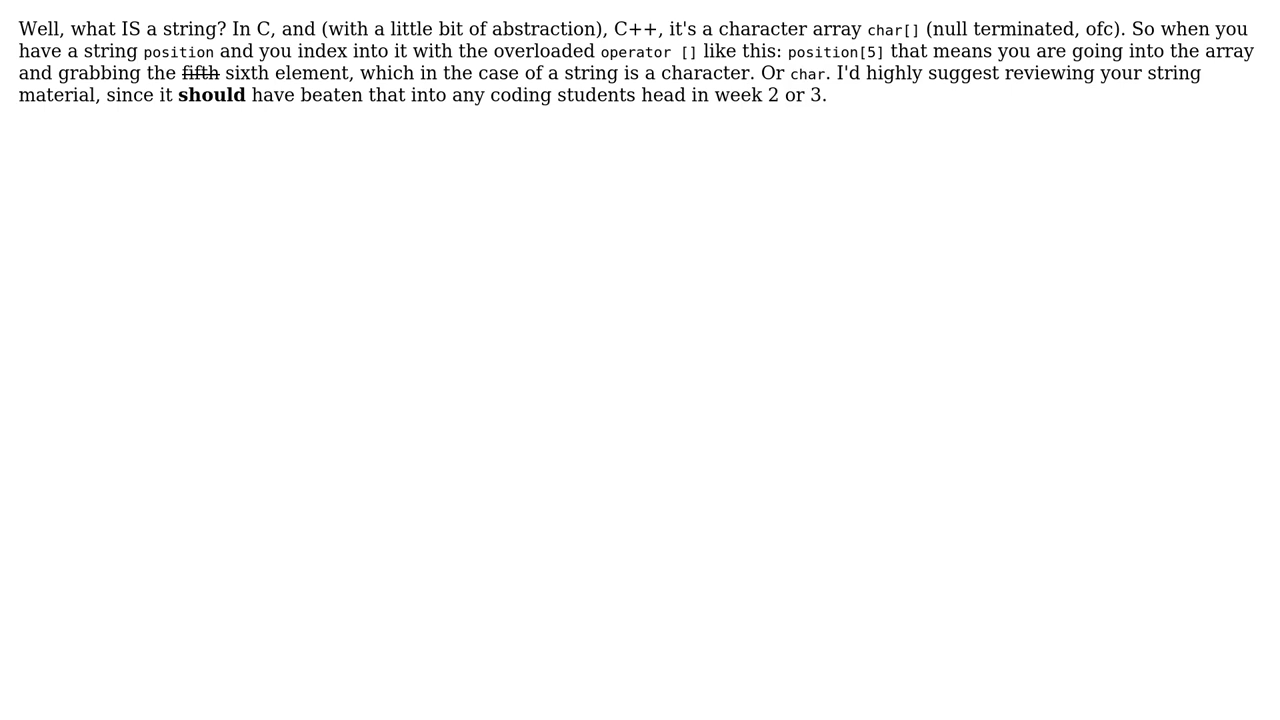 Well, what IS a string? In C, and (with a little bit of abstraction), C++, it's a character array char[] (null terminated, ofc). So when you
have a string position and you index into it with the overloaded operator [] like this: position[5] that means you are going into the array
and grabbing the fifth sixth element, which in the case of a string is a character. Or char. I'd highly suggest reviewing your string
material, since it should have beaten that into any coding students head in week 2 or 3.